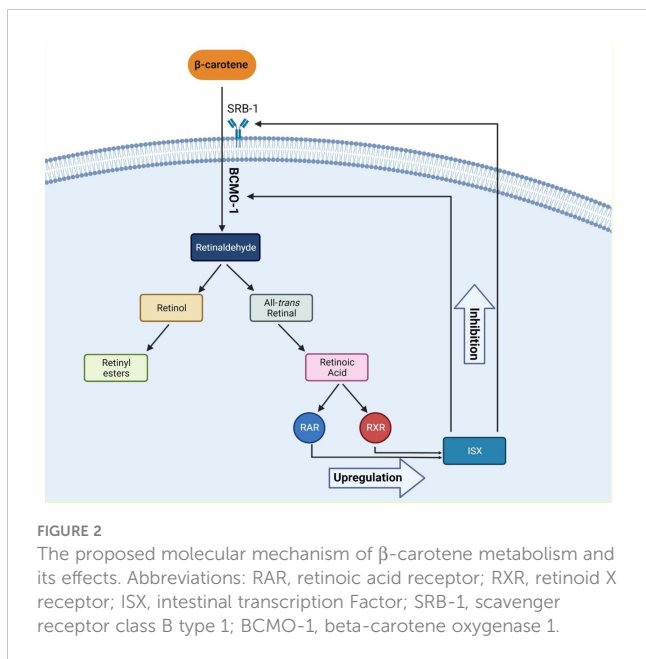 β-carotene
SRB-1
BCMO-1
Retinaldehyde
Retinol
All-trans
Retinal
Retinyl
esters
Retinoic
Acid
Inhibition
RAR
RXR
ISX
Upregulation
FIGURE 2
The proposed molecular mechanism of β-carotene metabolism and
its effects. Abbreviations: RAR, retinoic acid receptor; RXR, retinoid X
receptor; ISX, intestinal transcription Factor; SRB-1, scavenger
receptor class B type 1; BCMO-1, beta-carotene oxygenase 1.